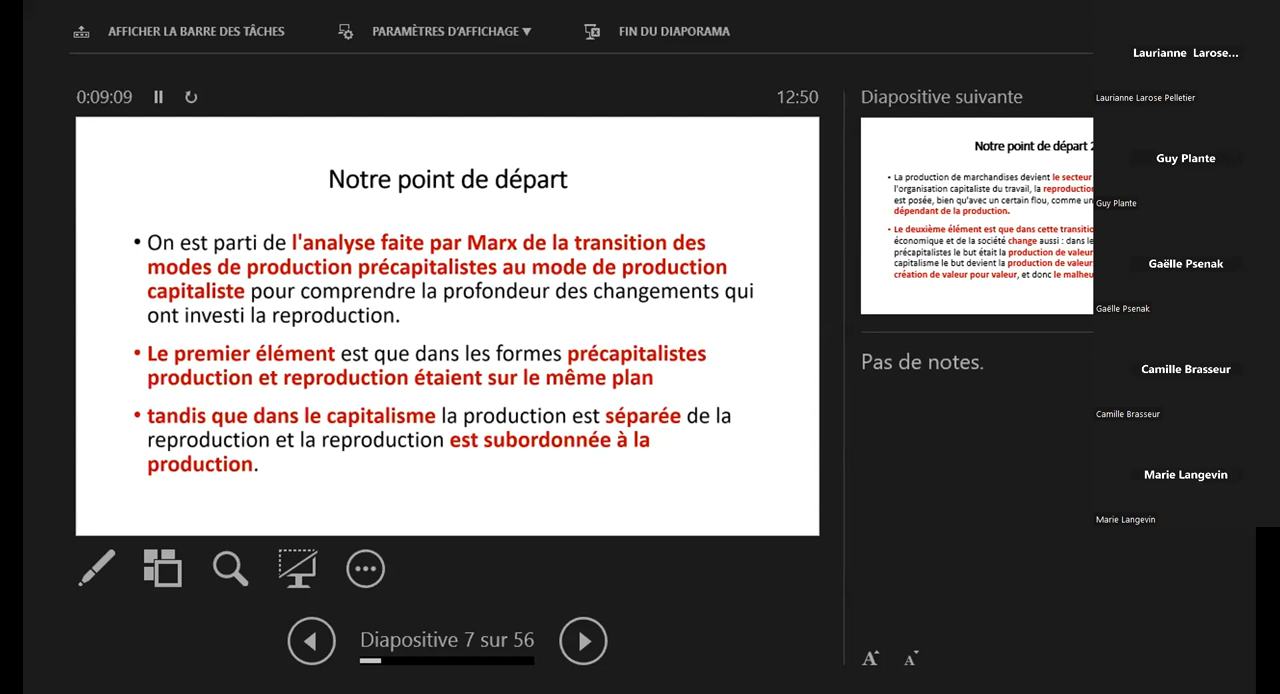 AFFICHER LA BARRE DES TÂCHES
PARAMÈTRES D'AFFICHAGE ▼
FIN DU DIAPORAMA
0:09:09
12:50
Notre point de départ
• On est parti de l'analyse faite par Marx de la transition des
modes de production précapitalistes au mode de production
capitaliste pour comprendre la profondeur des changements qui
ont investi la reproduction.
• Le premier élément est que dans les formes précapitalistes
production et reproduction étaient sur le même plan
• tandis que dans le capitalisme la production est séparée de la
reproduction et la reproduction est subordonnée à la
production.
Diapositive 7 sur 56
Diapositive suivante
Notre point de départ 2
• La production de marchandises devient le secteur
l'organisation capitaliste du travail, la reproduction
est posée, bien qu'avec un certain flou, comme un
dépendant de la production.
• Le deuxième élément est que dans cette transitio
économique et de la société change aussi : dans le
précapitalistes le but était la production de valeur
capitalisme le but devient la production de valeur
création de valeur pour valeur, et donc le malheu
Pas de notes.
A A
Laurianne Larose...
Laurianne Larose Pelletier
Guy Plante
Guy Plante
Gaëlle Psenak
Gaëlle Psenak
Camille Brasseur
Camille Brasseur
Marie Langevin
Marie Langevin